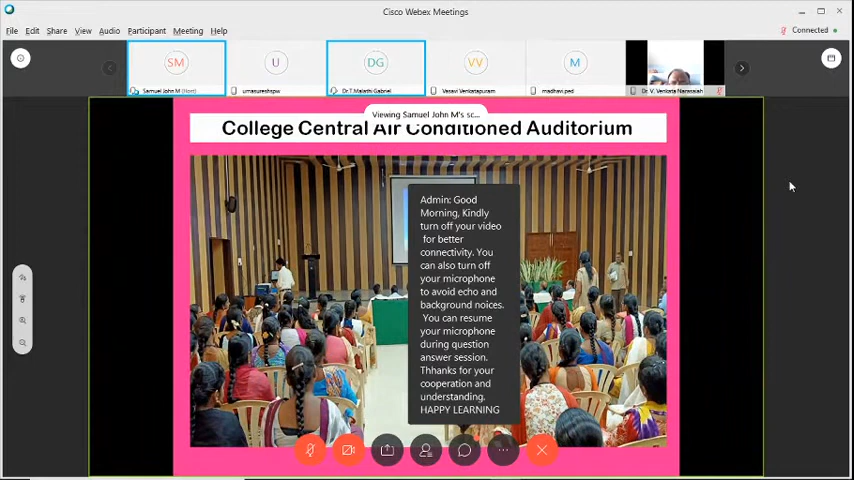 Cisco Webex Meetings
File Edit Share View Audio Participant Meeting Help
Connected
SM
U
DG
VV
M
Samuel John M (Host)
umasureshspw
Dr.T.Malathi Gabriel
Vasavi Venkatapuram
madhavi.ped
Dr. V. Venkata Naraaiah
Viewing Samuel John M's sc...
College Central Air Conditioned Auditorium
Admin: Good
Morning, Kindly
turn off your video
for better
connectivity. You
can also turn off
your microphone
to avoid echo and
background noices.
You can resume
your microphone
during question
answer session.
Thhanks for your
cooperation and
understanding.
HAPPY LEARNING